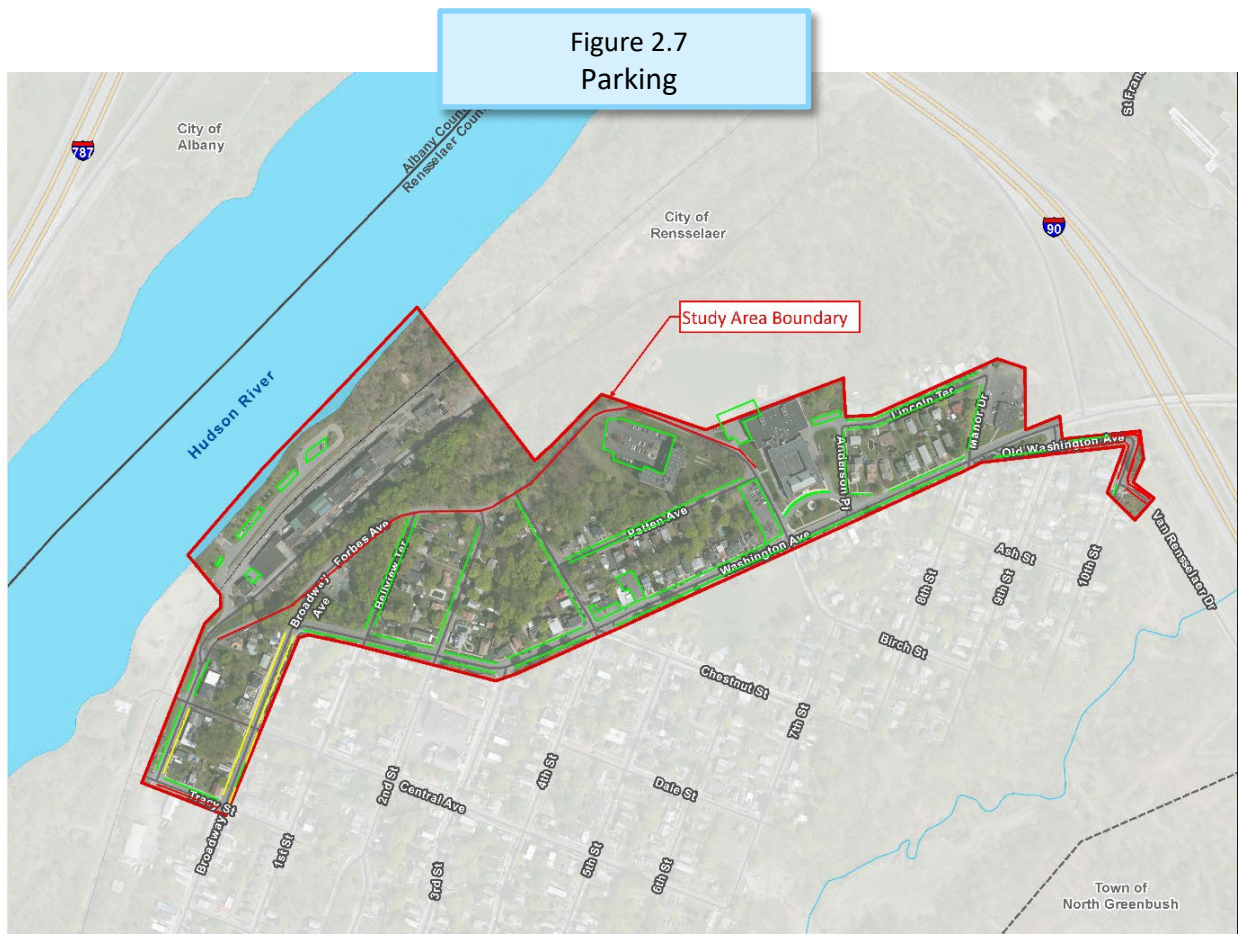 Figure 2.7
Parking
St Fran
City of
Albany
787
Albany Coun
Rensselaer Coun
City of
Rensselaer
90
Study Area Boundary
Hudson River
Lincoln Ter
Manor Dr
Anderson Pl
Old Washington Ave
Van Rensselaer Dr
Patten Ave
Washington Ave
Forbes Ave
Broadway
Ave
Bellview Ter
Ash St
8th St
9th St
10th St
Birch St
Chestnut St
7th St
2nd St
Central Ave
4th St
Dale St
Tracy St
Broadway
1st St
3rd St
5th St
6th St
Town of
North Greenbush